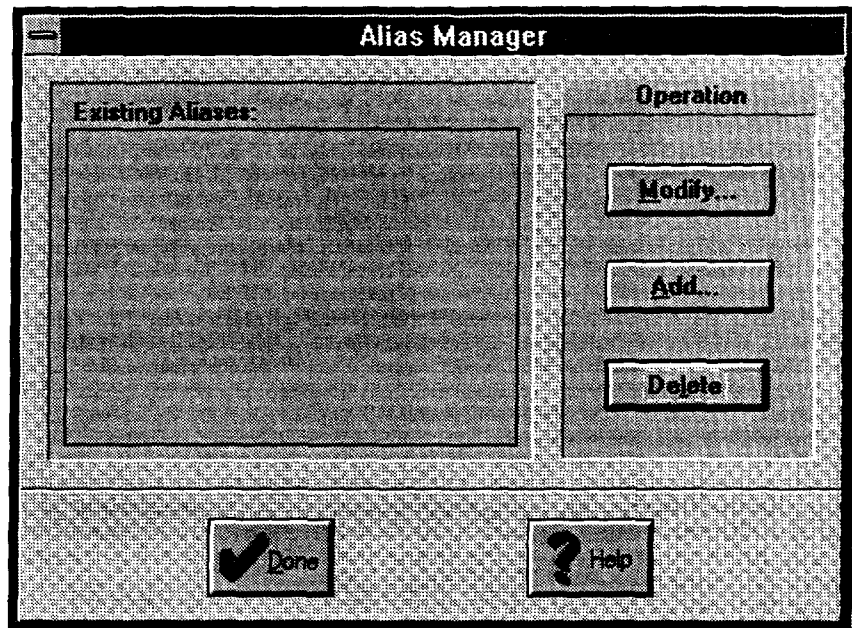 Alias Manager
Existing Aliases:
Operation
Modify...
Add...
Delete
Done
Help